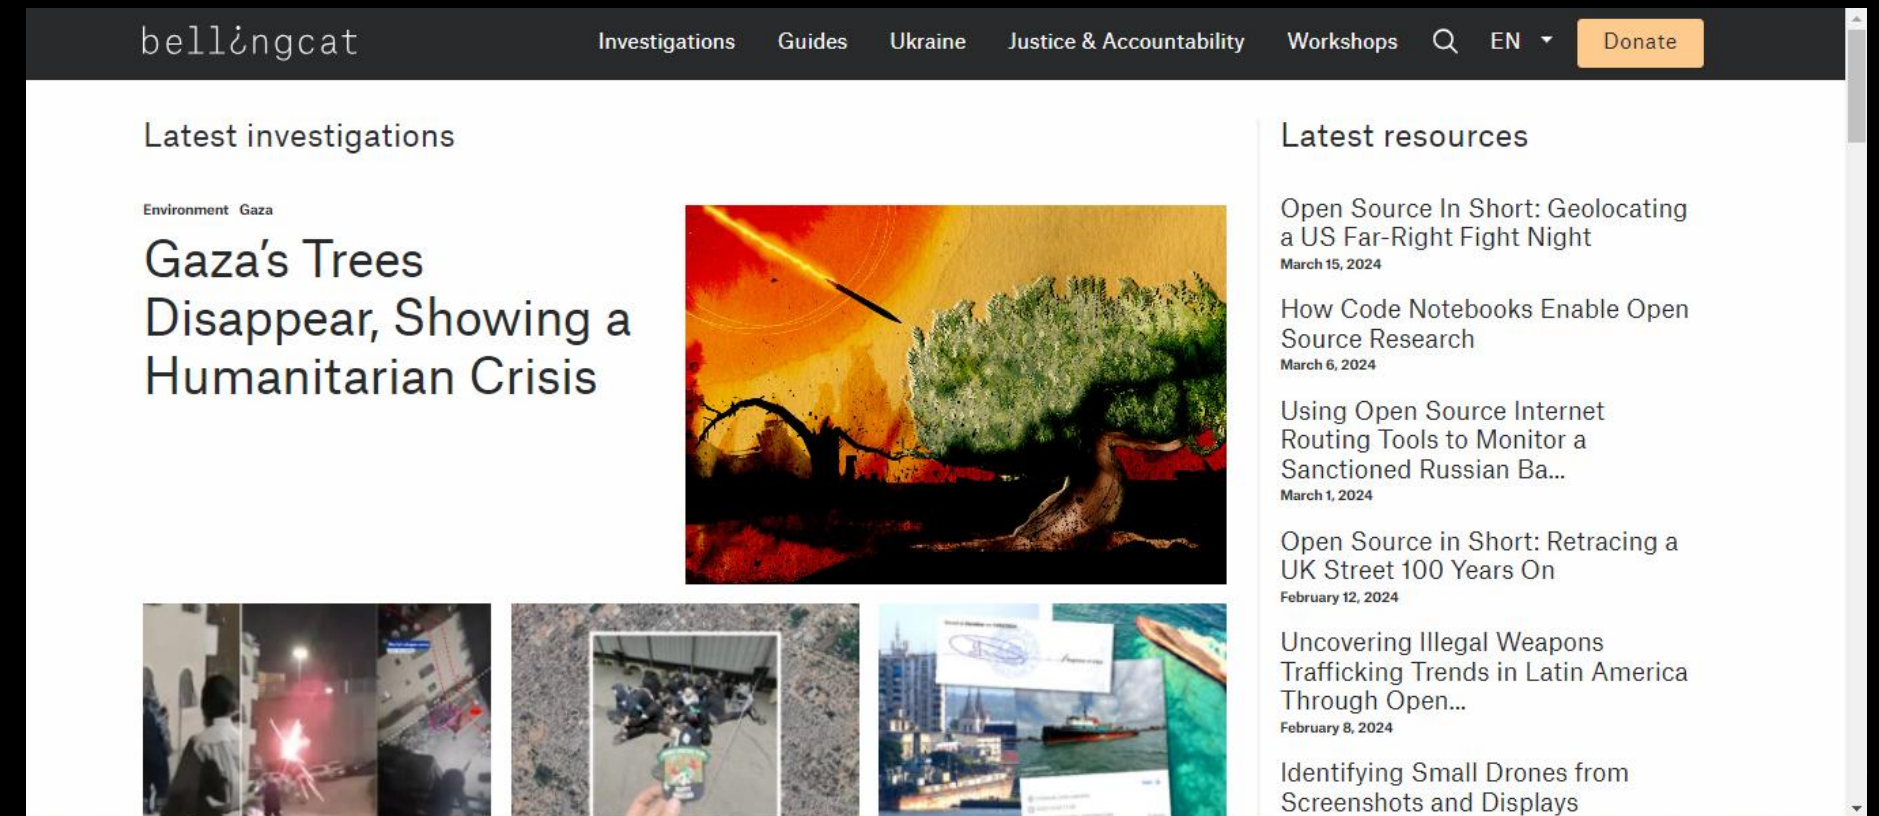 bellingcat
Investigations
Guides
Ukraine
Justice & Accountability
Workshops
EN
Donate
Latest investigations
Environment Gaza
Gaza’s Trees
Disappear, Showing a
Humanitarian Crisis
Latest resources
Open Source In Short: Geolocating
a US Far-Right Fight Night
March 15, 2024
How Code Notebooks Enable Open
Source Research
March 6, 2024
Using Open Source Internet
Routing Tools to Monitor a
Sanctioned Russian Ba...
March 1, 2024
Open Source in Short: Retracing a
UK Street 100 Years On
February 12, 2024
Uncovering Illegal Weapons
Trafficking Trends in Latin America
Through Open...
February 8, 2024
Identifying Small Drones from
Screenshots and Displays